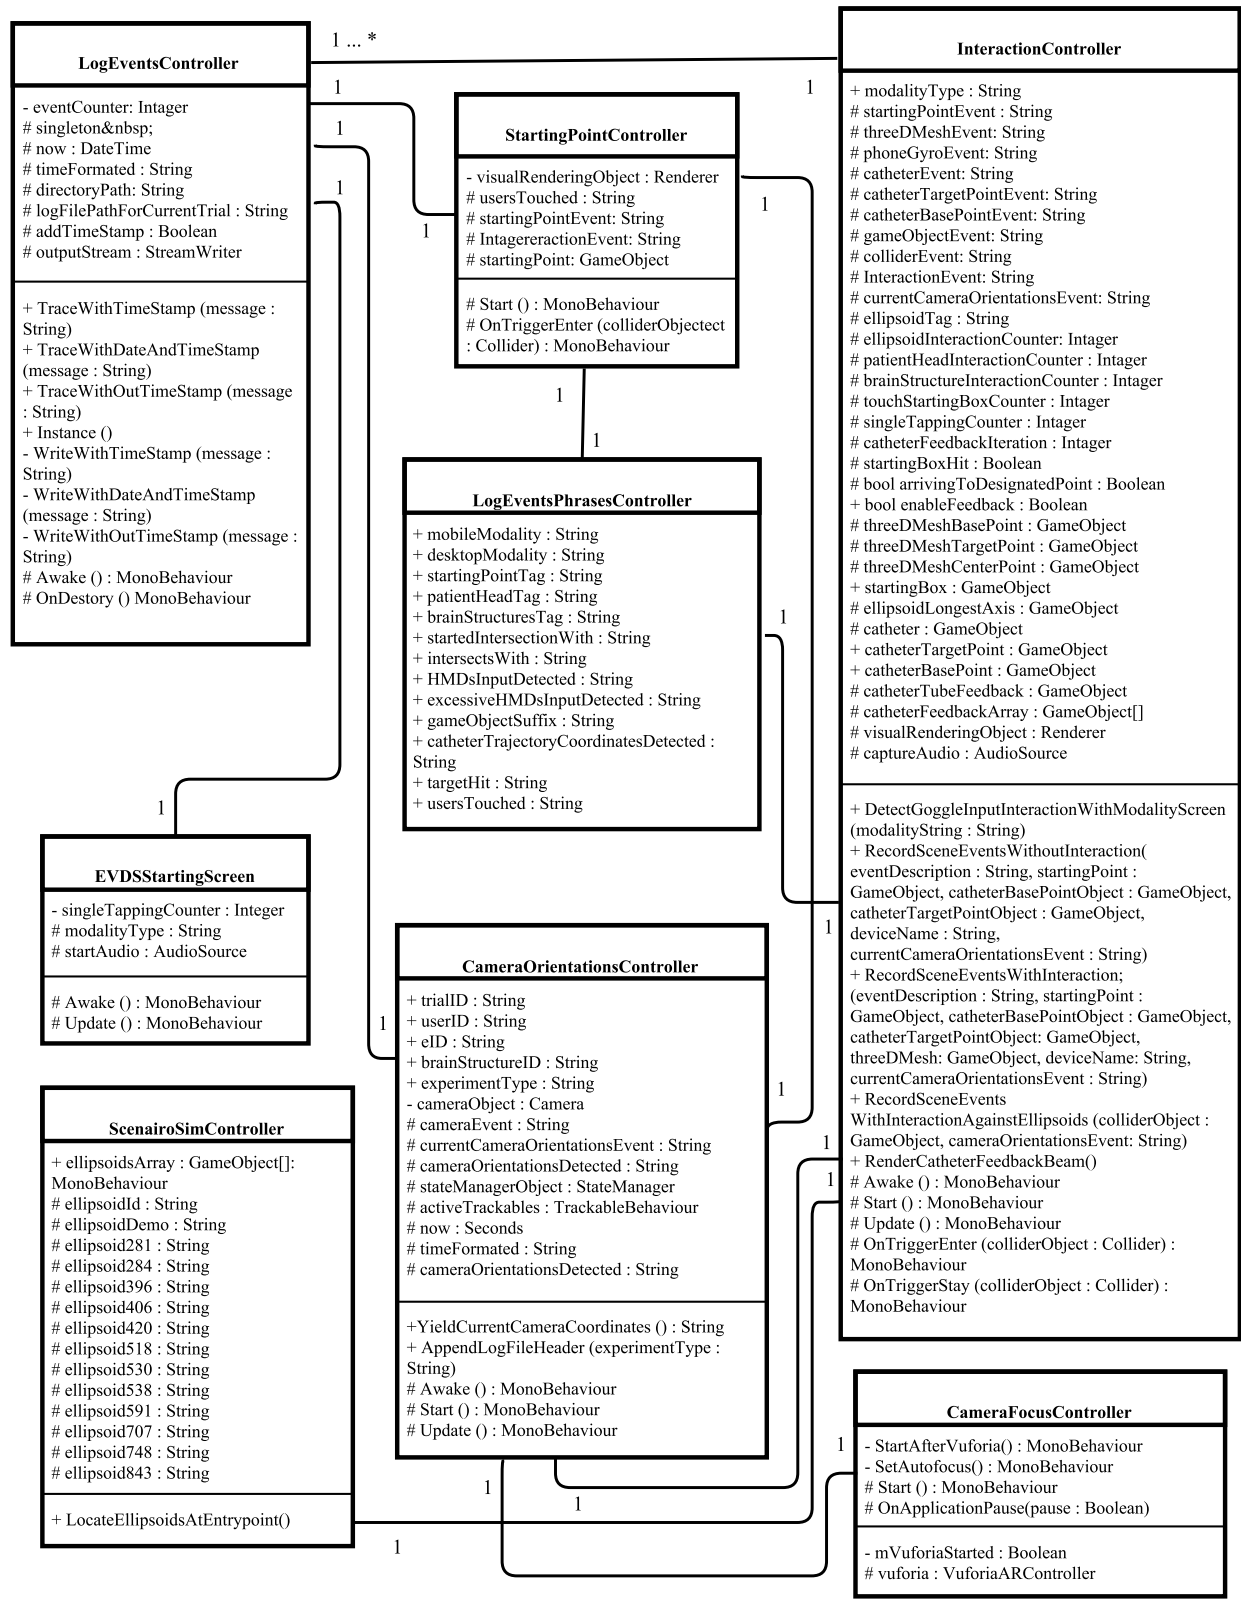 LogEventsController
- eventCounter: Intager
# singleton&nbsp;
# now : DateTime
# timeFormated : String
# directoryPath: String
# logFilePathForCurrentTrial : String
# addTimeStamp : Boolean
# outputStream : StreamWriter
+ TraceWithTimeStamp (message :
String)
+ TraceWithDateAndTimeStamp
(message : String)
+ TraceWithOutTimeStamp (message
: String)
+ Instance ()
- WriteWithTimeStamp (message :
String)
- WriteWithDateAndTimeStamp
(message : String)
- WriteWithOutTimeStamp (message :
String)
# Awake () : MonoBehaviour
# OnDestory () MonoBehaviour
1 ... *
1
1
1
1
1
StartingPointController
- visualRenderingObject : Renderer
# usersTouched : String
# startingPointEvent: String
# IntagereractionEvent: String
# startingPoint: GameObject
# Start () : MonoBehaviour
# OnTriggerEnter (colliderObjectect
: Collider) : MonoBehaviour
1
1
1
1
LogEventsPhrasesController
+ mobileModality : String
+ desktopModality : String
+ startingPointTag : String
+ patientHeadTag : String
+ brainStructuresTag : String
+ startedIntersectionWith : String
+ intersectsWith : String
+ HMDsInputDetected : String
+ excessiveHMDsInputDetected : String
+ gameObjectSuffix : String
+ catheterTrajectoryCoordinatesDetected :
String
+ targetHit : String
+ usersTouched : String
1
InteractionController
+ modalityType : String
# startingPointEvent : String
# threeDMeshEvent: String
# phoneGyroEvent: String
# catheterEvent: String
# catheterTargetPointEvent: String
# catheterBasePointEvent: String
# gameObjectEvent: String
# colliderEvent: String
# InteractionEvent: String
# currentCameraOrientationsEvent: String
# ellipsoidTag : String
# ellipsoidInteractionCounter: Integer
# patientHeadInteractionCounter : Integer
# brainStructureInteractionCounter : Integer
# touchStartingBoxCounter : Integer
# singleTappingCounter : Integer
# catheterFeedbackIteration : Integer
# startingBoxHit : Boolean
# bool arrivingToDesignatedPoint : Boolean
+ bool enableFeedback : Boolean
# threeDMeshBasePoint : GameObject
# threeDMeshTargetPoint : GameObject
# threeDMeshCenterPoint : GameObject
+ startingBox : GameObject
# ellipsoidLongestAxis : GameObject
# catheter : GameObject
+ catheterTargetPoint : GameObject
+ catheterBasePoint : GameObject
# catheterTubeFeedback : GameObject
# catheterFeedbackArray : GameObject[]
# visualRenderingObject : Renderer
# captureAudio : AudioSource
+ DetectGoggleInputInteractionWithModalityScreen
(modalityString : String)
+ RecordSceneEventsWithoutInteraction(
eventDescription : String, startingPoint :
GameObject, catheterBasePointObject : GameObject,
catheterTargetPointObject : GameObject,
deviceName : String,
currentCameraOrientationsEvent : String)
+ RecordSceneEventsWithInteraction;
(eventDescription : String, startingPoint :
GameObject, catheterBasePointObject : GameObject,
catheterTargetPointObject: GameObject,
threeDMesh: GameObject, deviceName: String,
currentCameraOrientationsEvent : String)
+ RecordSceneEvents
WithInteractionAgainstEllipsoids (colliderObject :
GameObject, cameraOrientationsEvent: String)
+ RenderCatheterFeedbackBeam()
# Awake () : MonoBehaviour
# Start () : MonoBehaviour
# Update () : MonoBehaviour
# OnTriggerEnter (colliderObject : Collider) :
MonoBehaviour
# OnTriggerStay (colliderObject : Collider) :
MonoBehaviour
1
1
EVDSStartingScreen
- singleTappingCounter : Integer
# modalityType : String
# startAudio : AudioSource
# Awake () : MonoBehaviour
# Update () : MonoBehaviour
1
CameraOrientationsController
+ trialID : String
+ userID : String
+ eID : String
+ brainStructureID : String
+ experimentType : String
- cameraObject : Camera
# cameraEvent : String
# currentCameraOrientationsEvent : String
# cameraOrientationsDetected : String
# stateManagerObject : StateManager
# activeTrackables : TrackableBehaviour
# now : Seconds
# timeFormated : String
# cameraOrientationsDetected : String
+YieldCurrentCameraCoordinates () : String
+ AppendLogFileHeader (experimentType :
String)
# Awake () : MonoBehaviour
# Start () : MonoBehaviour
# Update () : MonoBehaviour
1
1
1
ScenairoSimController
+ ellipsoidsArray : GameObject[]:
MonoBehaviour
# ellipsoidId : String
# ellipsoidDemo : String
# ellipsoid281 : String
# ellipsoid284 : String
# ellipsoid396 : String
# ellipsoid406 : String
# ellipsoid420 : String
# ellipsoid518 : String
# ellipsoid530 : String
# ellipsoid538 : String
# ellipsoid591 : String
# ellipsoid707 : String
# ellipsoid748 : String
# ellipsoid843 : String
+ LocateEllipsoidsAtEntrypoint()
1
1
1
1
CameraFocusController
- StartAfterVuforia() : MonoBehaviour
- SetAutofocus() : MonoBehaviour
# Start () : MonoBehaviour
# OnApplicationPause(pause : Boolean)
- mVuforiaStarted : Boolean
# vuforia : VuforiaARController